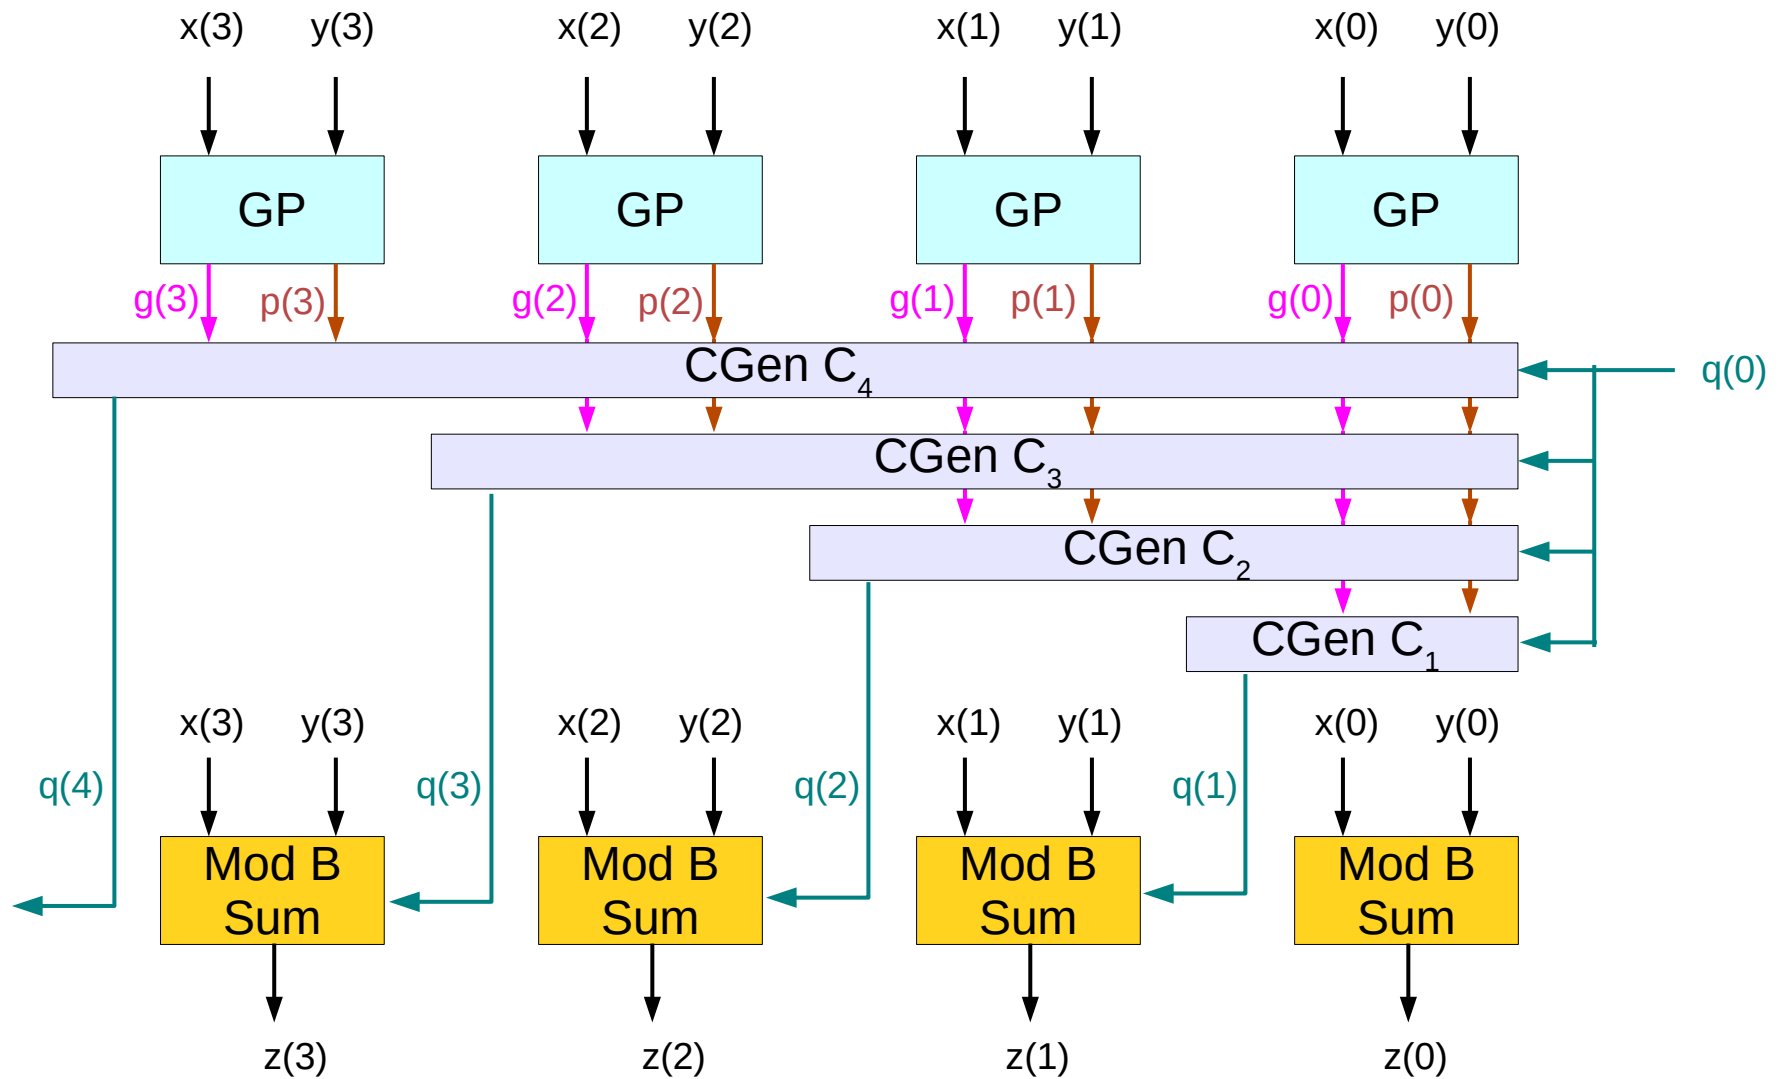 x(3) y(3) x(2) y(2) x(1) y(1) x(0) y(0)
GP GP GP GP
g(3) p(3) g(2) p(2) g(1) p(1) g(0) p(0)
CGen C4
q(0)
CGen C3
CGen C2
CGen C1
x(3) y(3) x(2) y(2) x(1) y(1) x(0) y(0)
q(4) q(3) q(2) q(1)
Mod B Mod B Mod B Mod B
Sum Sum Sum Sum
z(3) z(2) z(1) z(0)